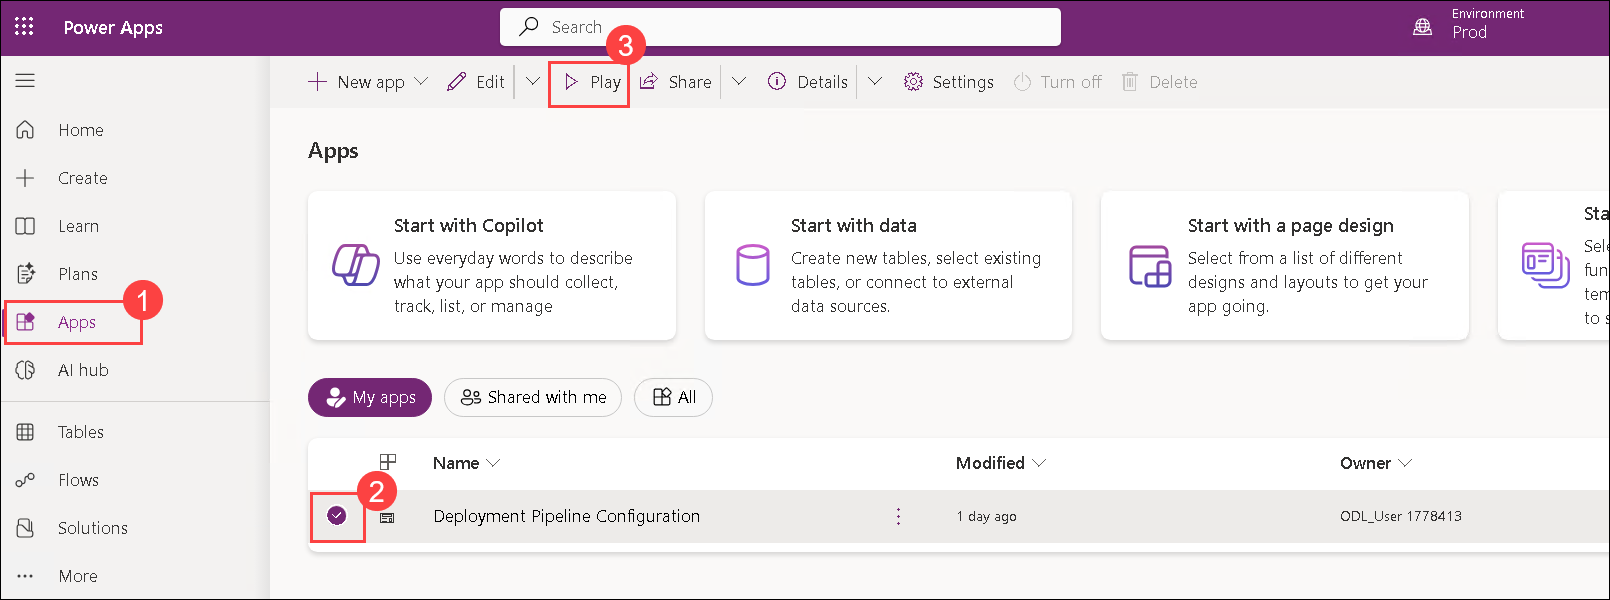 Power Apps
Search
Environment
Prod
3
New app
Edit
Play
Share
Details
Settings
Turn off
Delete
Home
Create
Learn
Plans
1
Apps
AI hub
Tables
Flows
Solutions
More
Apps
Start with Copilot
Use everyday words to describe
what your app should collect,
track, list, or manage
Start with data
Create new tables, select existing
tables, or connect to external
data sources.
Start with a page design
Select from a list of different
designs and layouts to get your
app going.
Sta
Sele
fun
tem
to s
My apps
Shared with me
All
Name
Modified
Owner
2
Deployment Pipeline Configuration
1 day ago
ODL_User 1778413